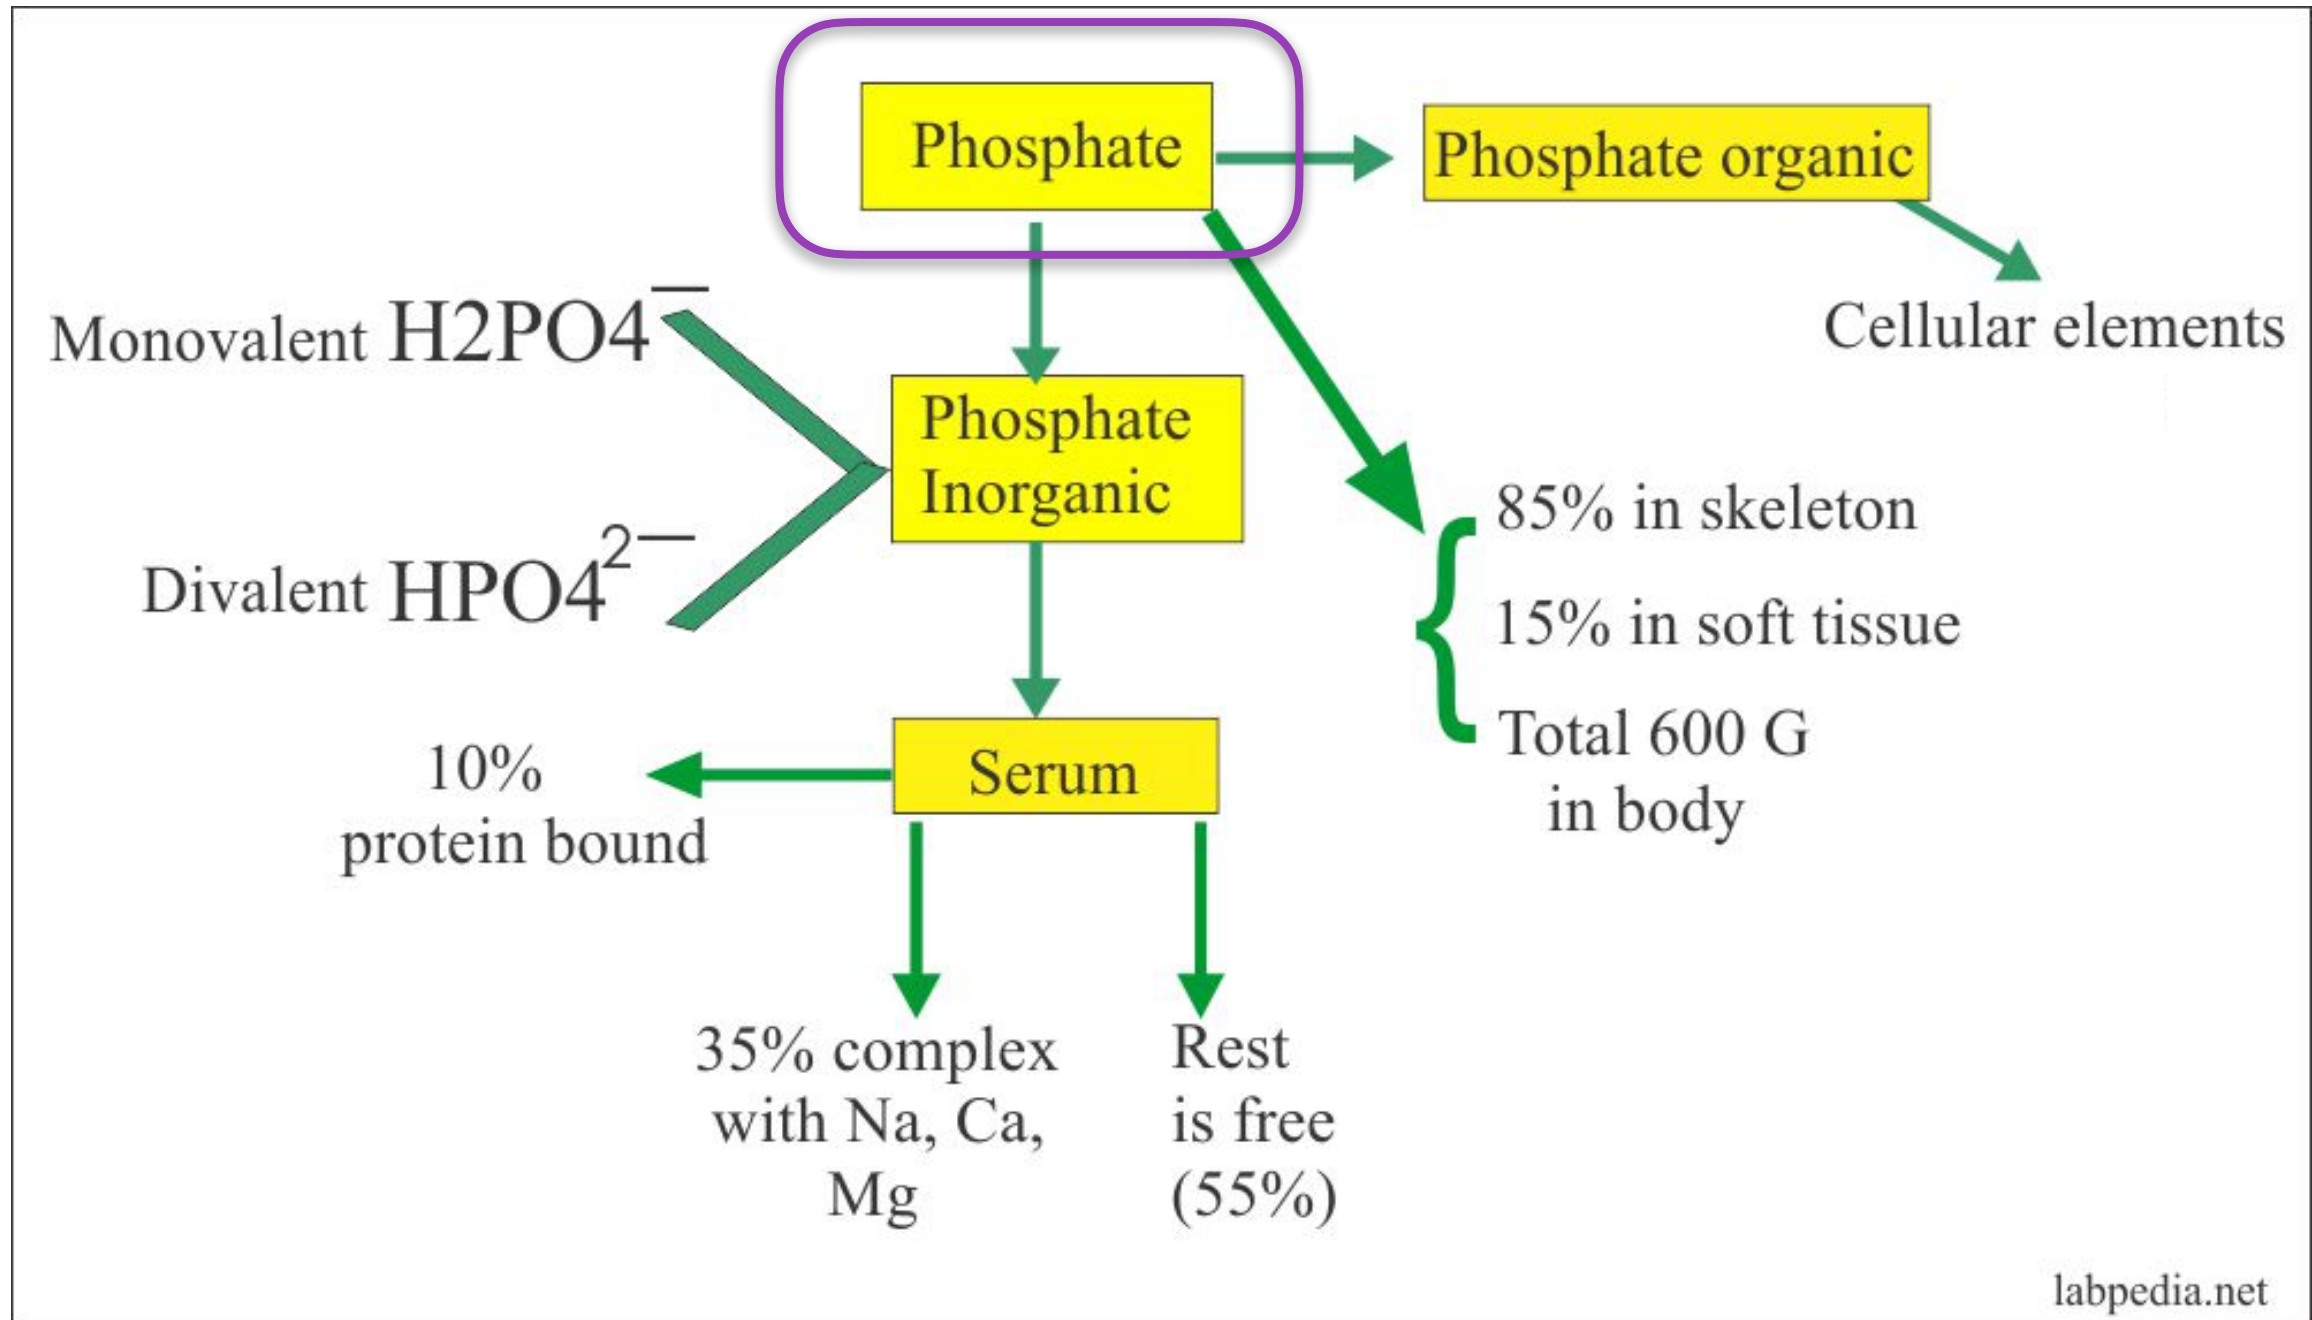 Phosphate
Phosphate organic
Cellular elements
Monovalent H2PO4⁻
Phosphate
Inorganic
Divalent HPO4²⁻
85% in skeleton
15% in soft tissue
Total 600 G
in body
Serum
10%
protein bound
35% complex
with Na, Ca,
Mg
Rest
is free
(55%)
labpedia.net